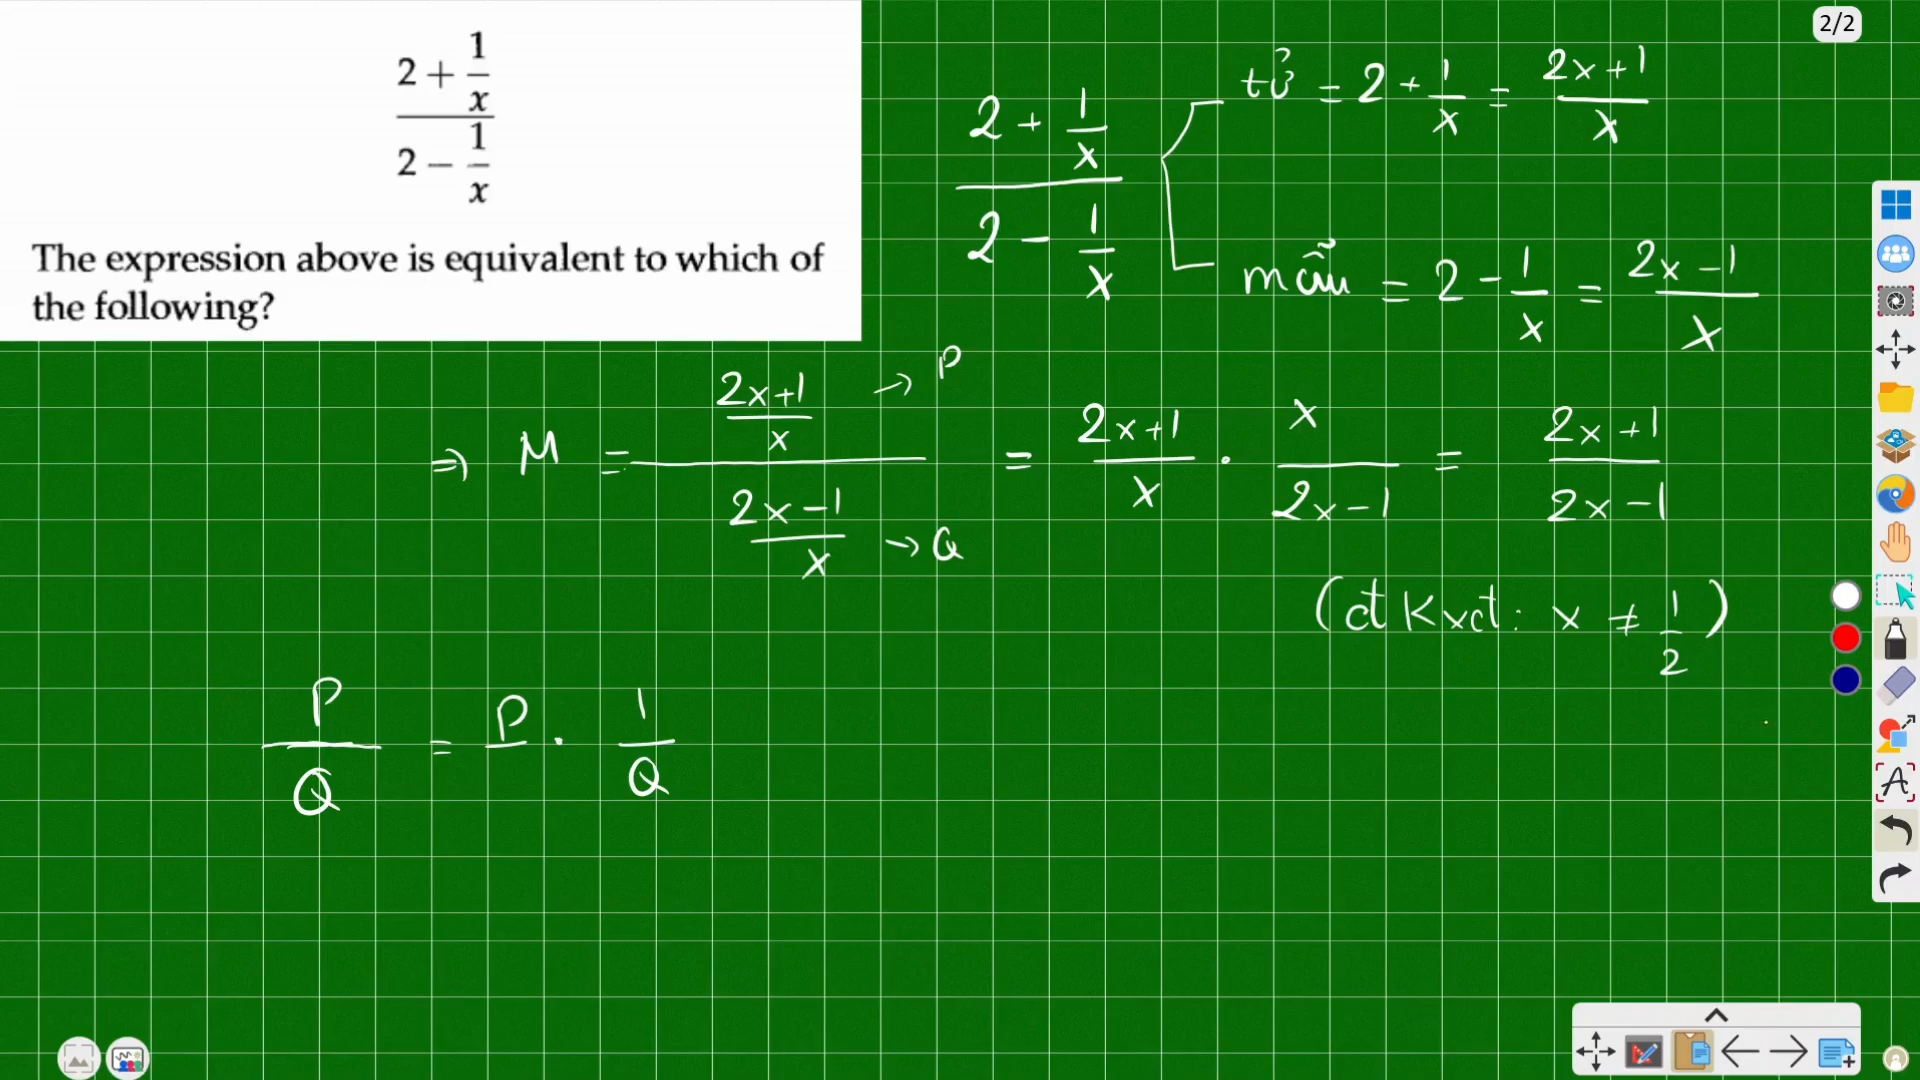 2/2
2 + 1/x
2 − 1/x
The expression above is equivalent to which of
the following?
2 + 1/x
2 − 1/x
tử = 2 + 1/x = (2x+1)/x
mẫu = 2 − 1/x = (2x−1)/x
⇒ M = ((2x+1)/x → P) / ((2x−1)/x → Q) = (2x+1)/x · x/(2x−1) = (2x+1)/(2x−1)
(đkxđ: x ≠ 1/2)
P/Q = P · 1/Q